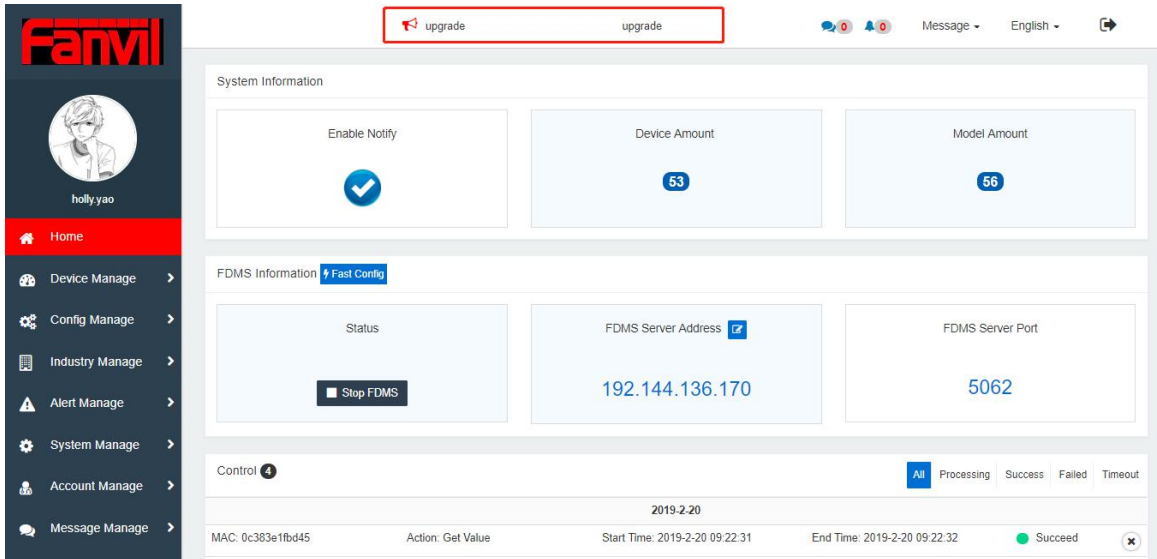 Fanvil
upgrade upgrade 0 0 Message English
System Information
Enable Notify Device Amount Model Amount
53 56
holly.yao
Home
Device Manage
Config Manage
Industry Manage
Alert Manage
System Manage
Account Manage
Message Manage
FDMS Information Fast Config
Status FDMS Server Address FDMS Server Port
Stop FDMS 192.144.136.170 5062
Control 4 All Processing Success Failed Timeout
2019-2-20
MAC: 0c383e1fbd45 Action: Get Value Start Time: 2019-2-20 09:22:31 End Time: 2019-2-20 09:22:32 Succeed